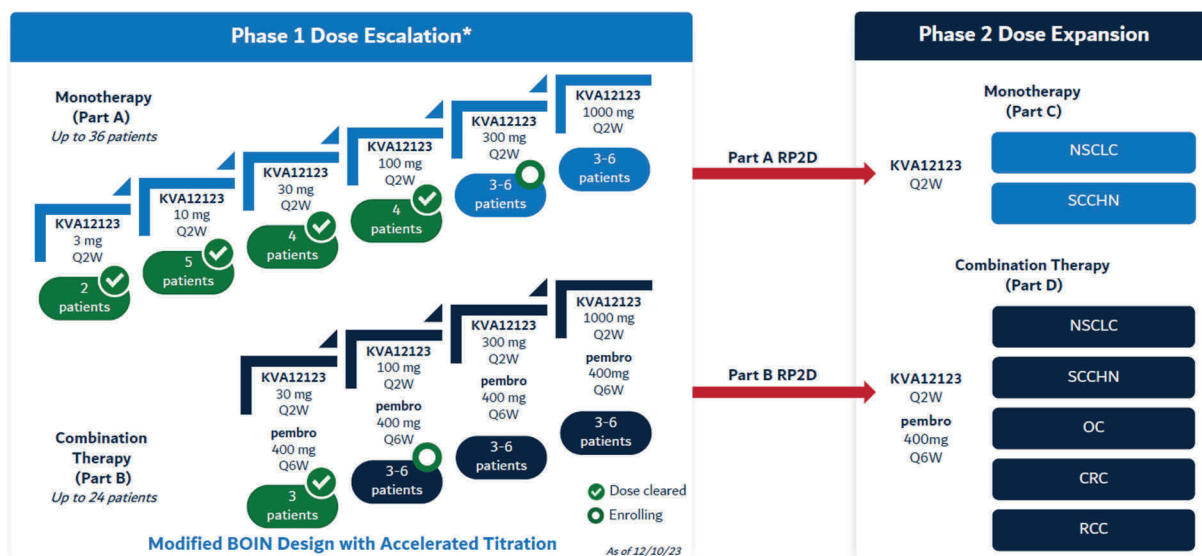 Phase 1 Dose Escalation*
Monotherapy
(Part A)
Up to 36 patients
KVA12123
3 mg
Q2W
2
patients
KVA12123
10 mg
Q2W
5
patients
KVA12123
30 mg
Q2W
4
patients
KVA12123
100 mg
Q2W
4
patients
KVA12123
300 mg
Q2W
3-6
patients
KVA12123
1000 mg
Q2W
3-6
patients
Combination
Therapy
(Part B)
Up to 24 patients
KVA12123
30 mg
Q2W
pembro
400 mg
Q6W
3
patients
KVA12123
100 mg
Q2W
pembro
400 mg
Q6W
3-6
patients
KVA12123
300 mg
Q2W
pembro
400 mg
Q6W
3-6
patients
KVA12123
1000 mg
Q2W
pembro
400mg
Q6W
3-6
patients
Dose cleared
Enrolling
Modified BOIN Design with Accelerated Titration
As of 12/10/23
Part A RP2D
Part B RP2D
Phase 2 Dose Expansion
Monotherapy
(Part C)
KVA12123
Q2W
NSCLC
SCCHN
Combination Therapy
(Part D)
KVA12123
Q2W
pembro
400mg
Q6W
NSCLC
SCCHN
OC
CRC
RCC